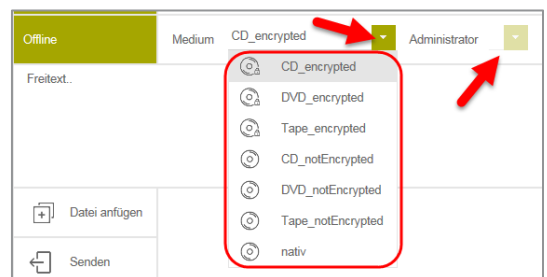 Offline Medium CD_encrypted Administrator
Freitext..
CD_encrypted
DVD_encrypted
Tape_encrypted
CD_notEncrypted
DVD_notEncrypted
Tape_notEncrypted
nativ
Datei anfügen
Senden